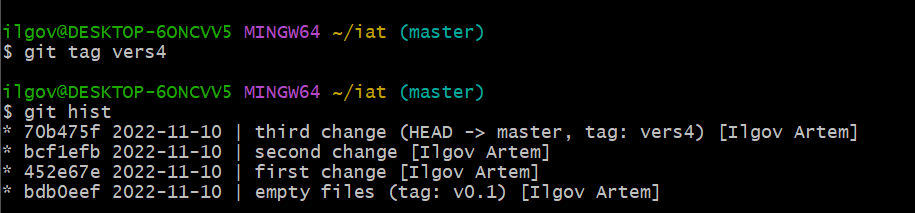 ilgov@DESKTOP-6ONCVV5 MINGW64 ~/iat (master)
$ git tag vers4
ilgov@DESKTOP-6ONCVV5 MINGW64 ~/iat (master)
$ git hist
* 70b475f 2022-11-10 | third change (HEAD -> master, tag: vers4) [Ilgov Artem]
* bcf1efb 2022-11-10 | second change [Ilgov Artem]
* 452e67e 2022-11-10 | first change [Ilgov Artem]
* bdb0eef 2022-11-10 | empty files (tag: v0.1) [Ilgov Artem]